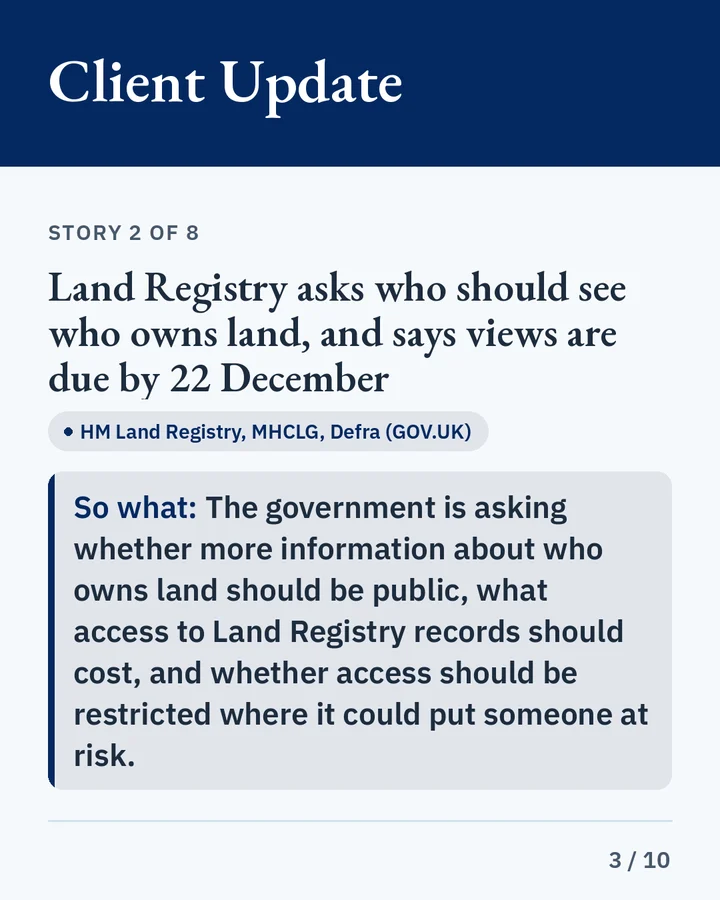 Client Update
STORY 2 OF 8
Land Registry asks who should see
who owns land, and says views are
due by 22 December
• HM Land Registry, MHCLG, Defra (GOV.UK)
So what: The government is asking
whether more information about who
owns land should be public, what
access to Land Registry records should
cost, and whether access should be
restricted where it could put someone at
risk.
3 / 10